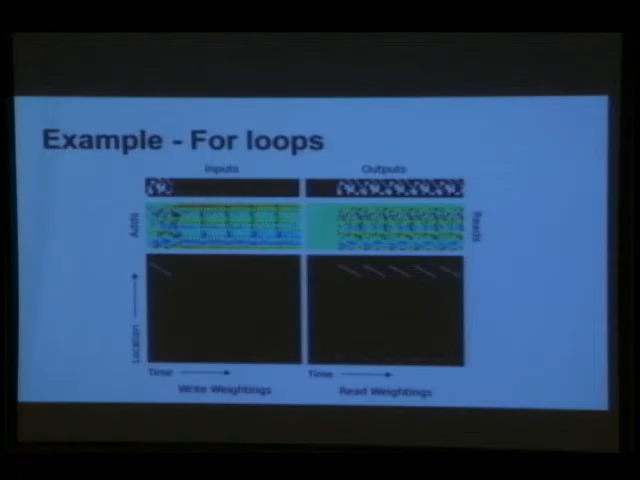 Example - For loops
Inputs Outputs
Adds Reads
Location
Time Time
Write Weightings Read Weightings